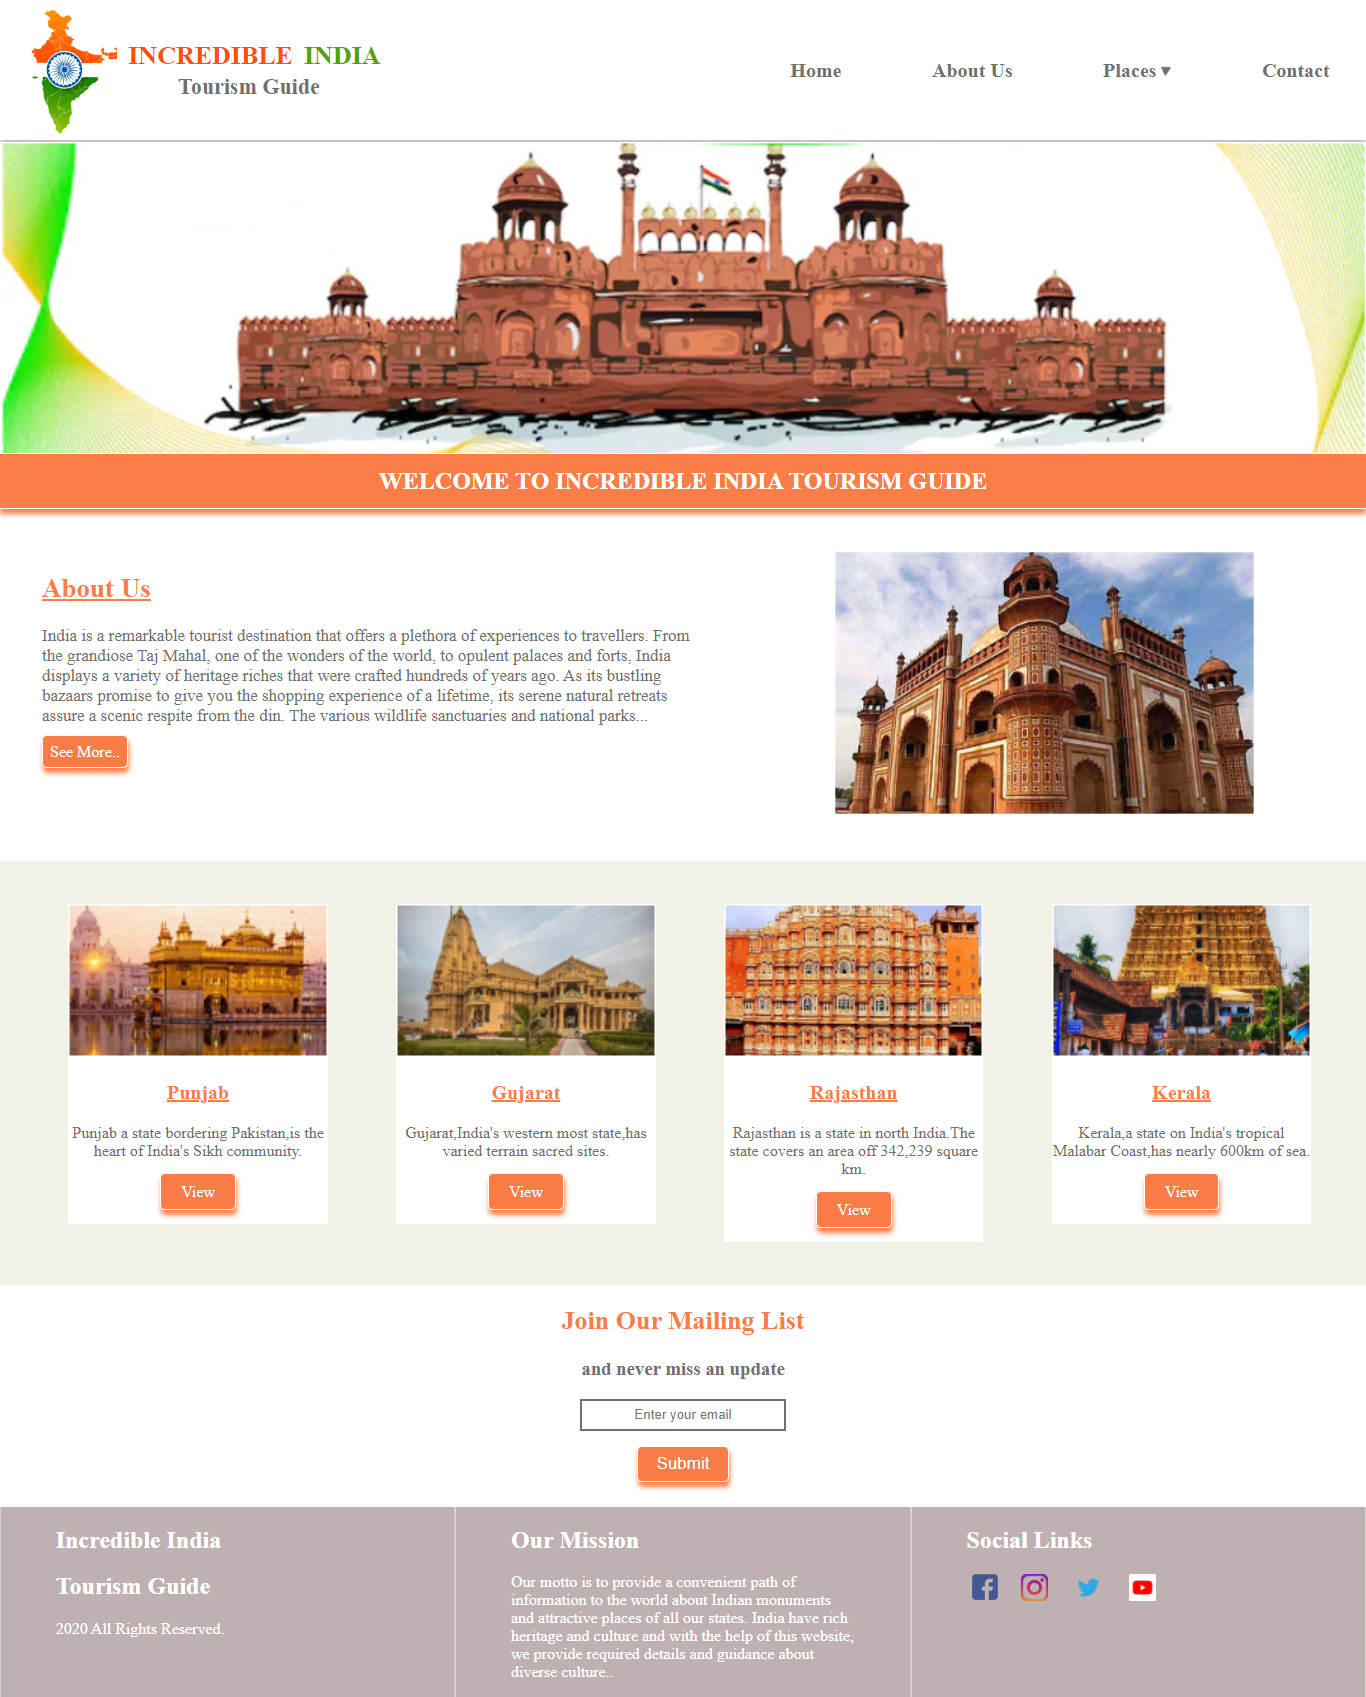 INCREDIBLE INDIA
Tourism Guide
Home
About Us
Places ▾
Contact
WELCOME TO INCREDIBLE INDIA TOURISM GUIDE
About Us
India is a remarkable tourist destination that offers a plethora of experiences to travellers. From
the grandiose Taj Mahal, one of the wonders of the world, to opulent palaces and forts, India
displays a variety of heritage riches that were crafted hundreds of years ago. As its bustling
bazaars promise to give you the shopping experience of a lifetime, its serene natural retreats
assure a scenic respite from the din. The various wildlife sanctuaries and national parks...
See More..
Punjab
Punjab a state bordering Pakistan,is the
heart of India's Sikh community.
View
Gujarat
Gujarat,India's western most state,has
varied terrain sacred sites.
View
Rajasthan
Rajasthan is a state in north India.The
state covers an area off 342,239 square
km.
View
Kerala
Kerala,a state on India's tropical
Malabar Coast,has nearly 600km of sea.
View
Join Our Mailing List
and never miss an update
Enter your email
Submit
Incredible India
Tourism Guide
2020 All Rights Reserved.
Our Mission
Our motto is to provide a convenient path of
information to the world about Indian monuments
and attractive places of all our states. India have rich
heritage and culture and with the help of this website,
we provide required details and guidance about
diverse culture..
Social Links